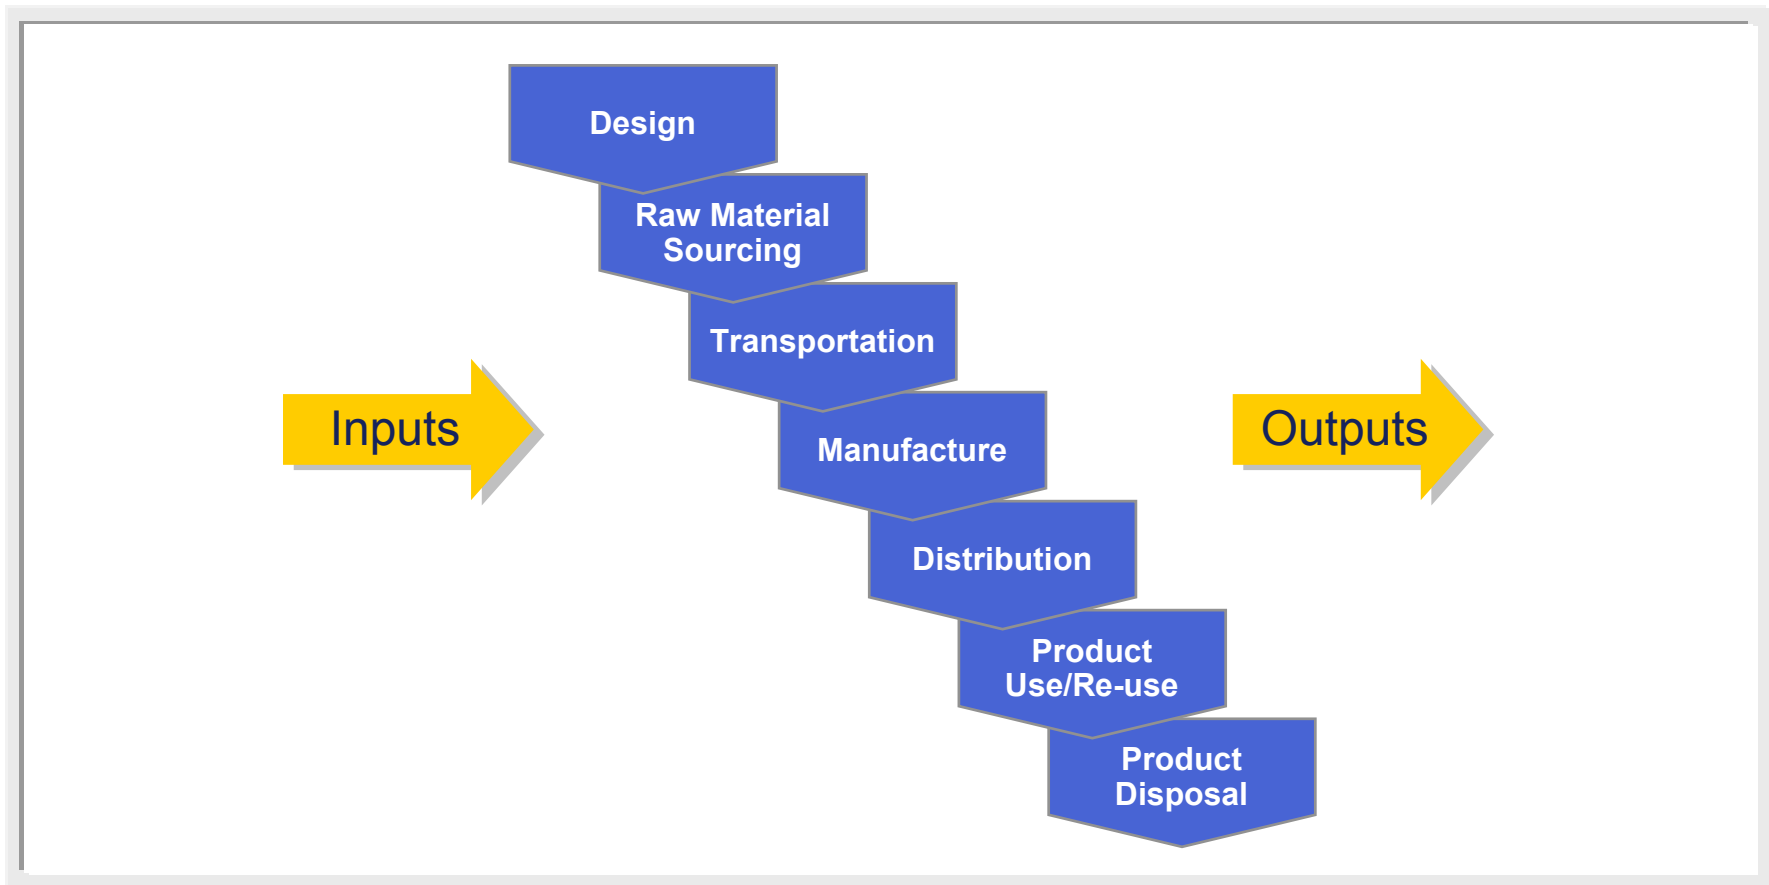 Design
Raw Material
Sourcing
Transportation
Inputs
Outputs
Manufacture
Distribution
Product
Use/Re-use
Product
Disposal